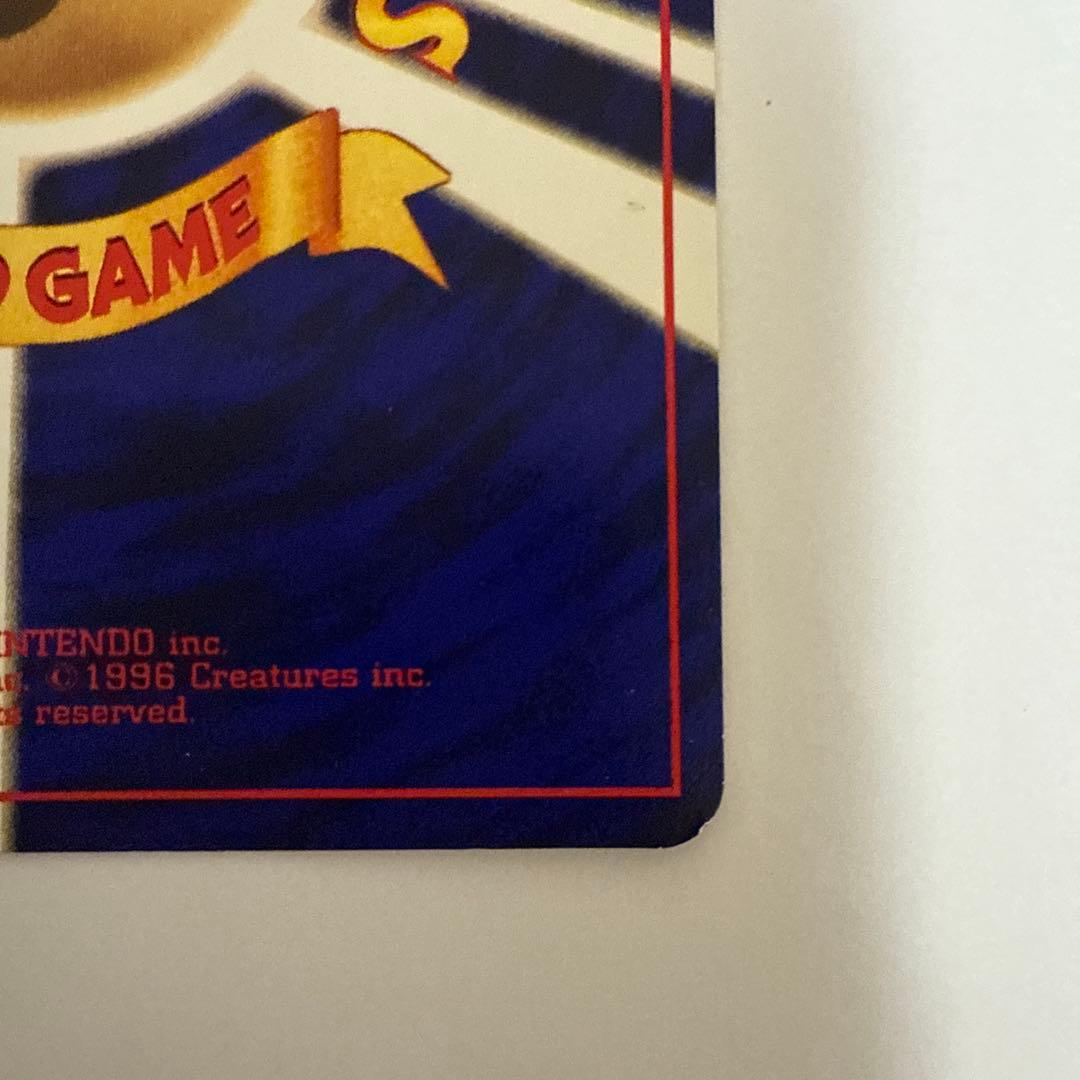 S
GAME
NTENDO inc.
©1996 Creatures inc.
reserved.